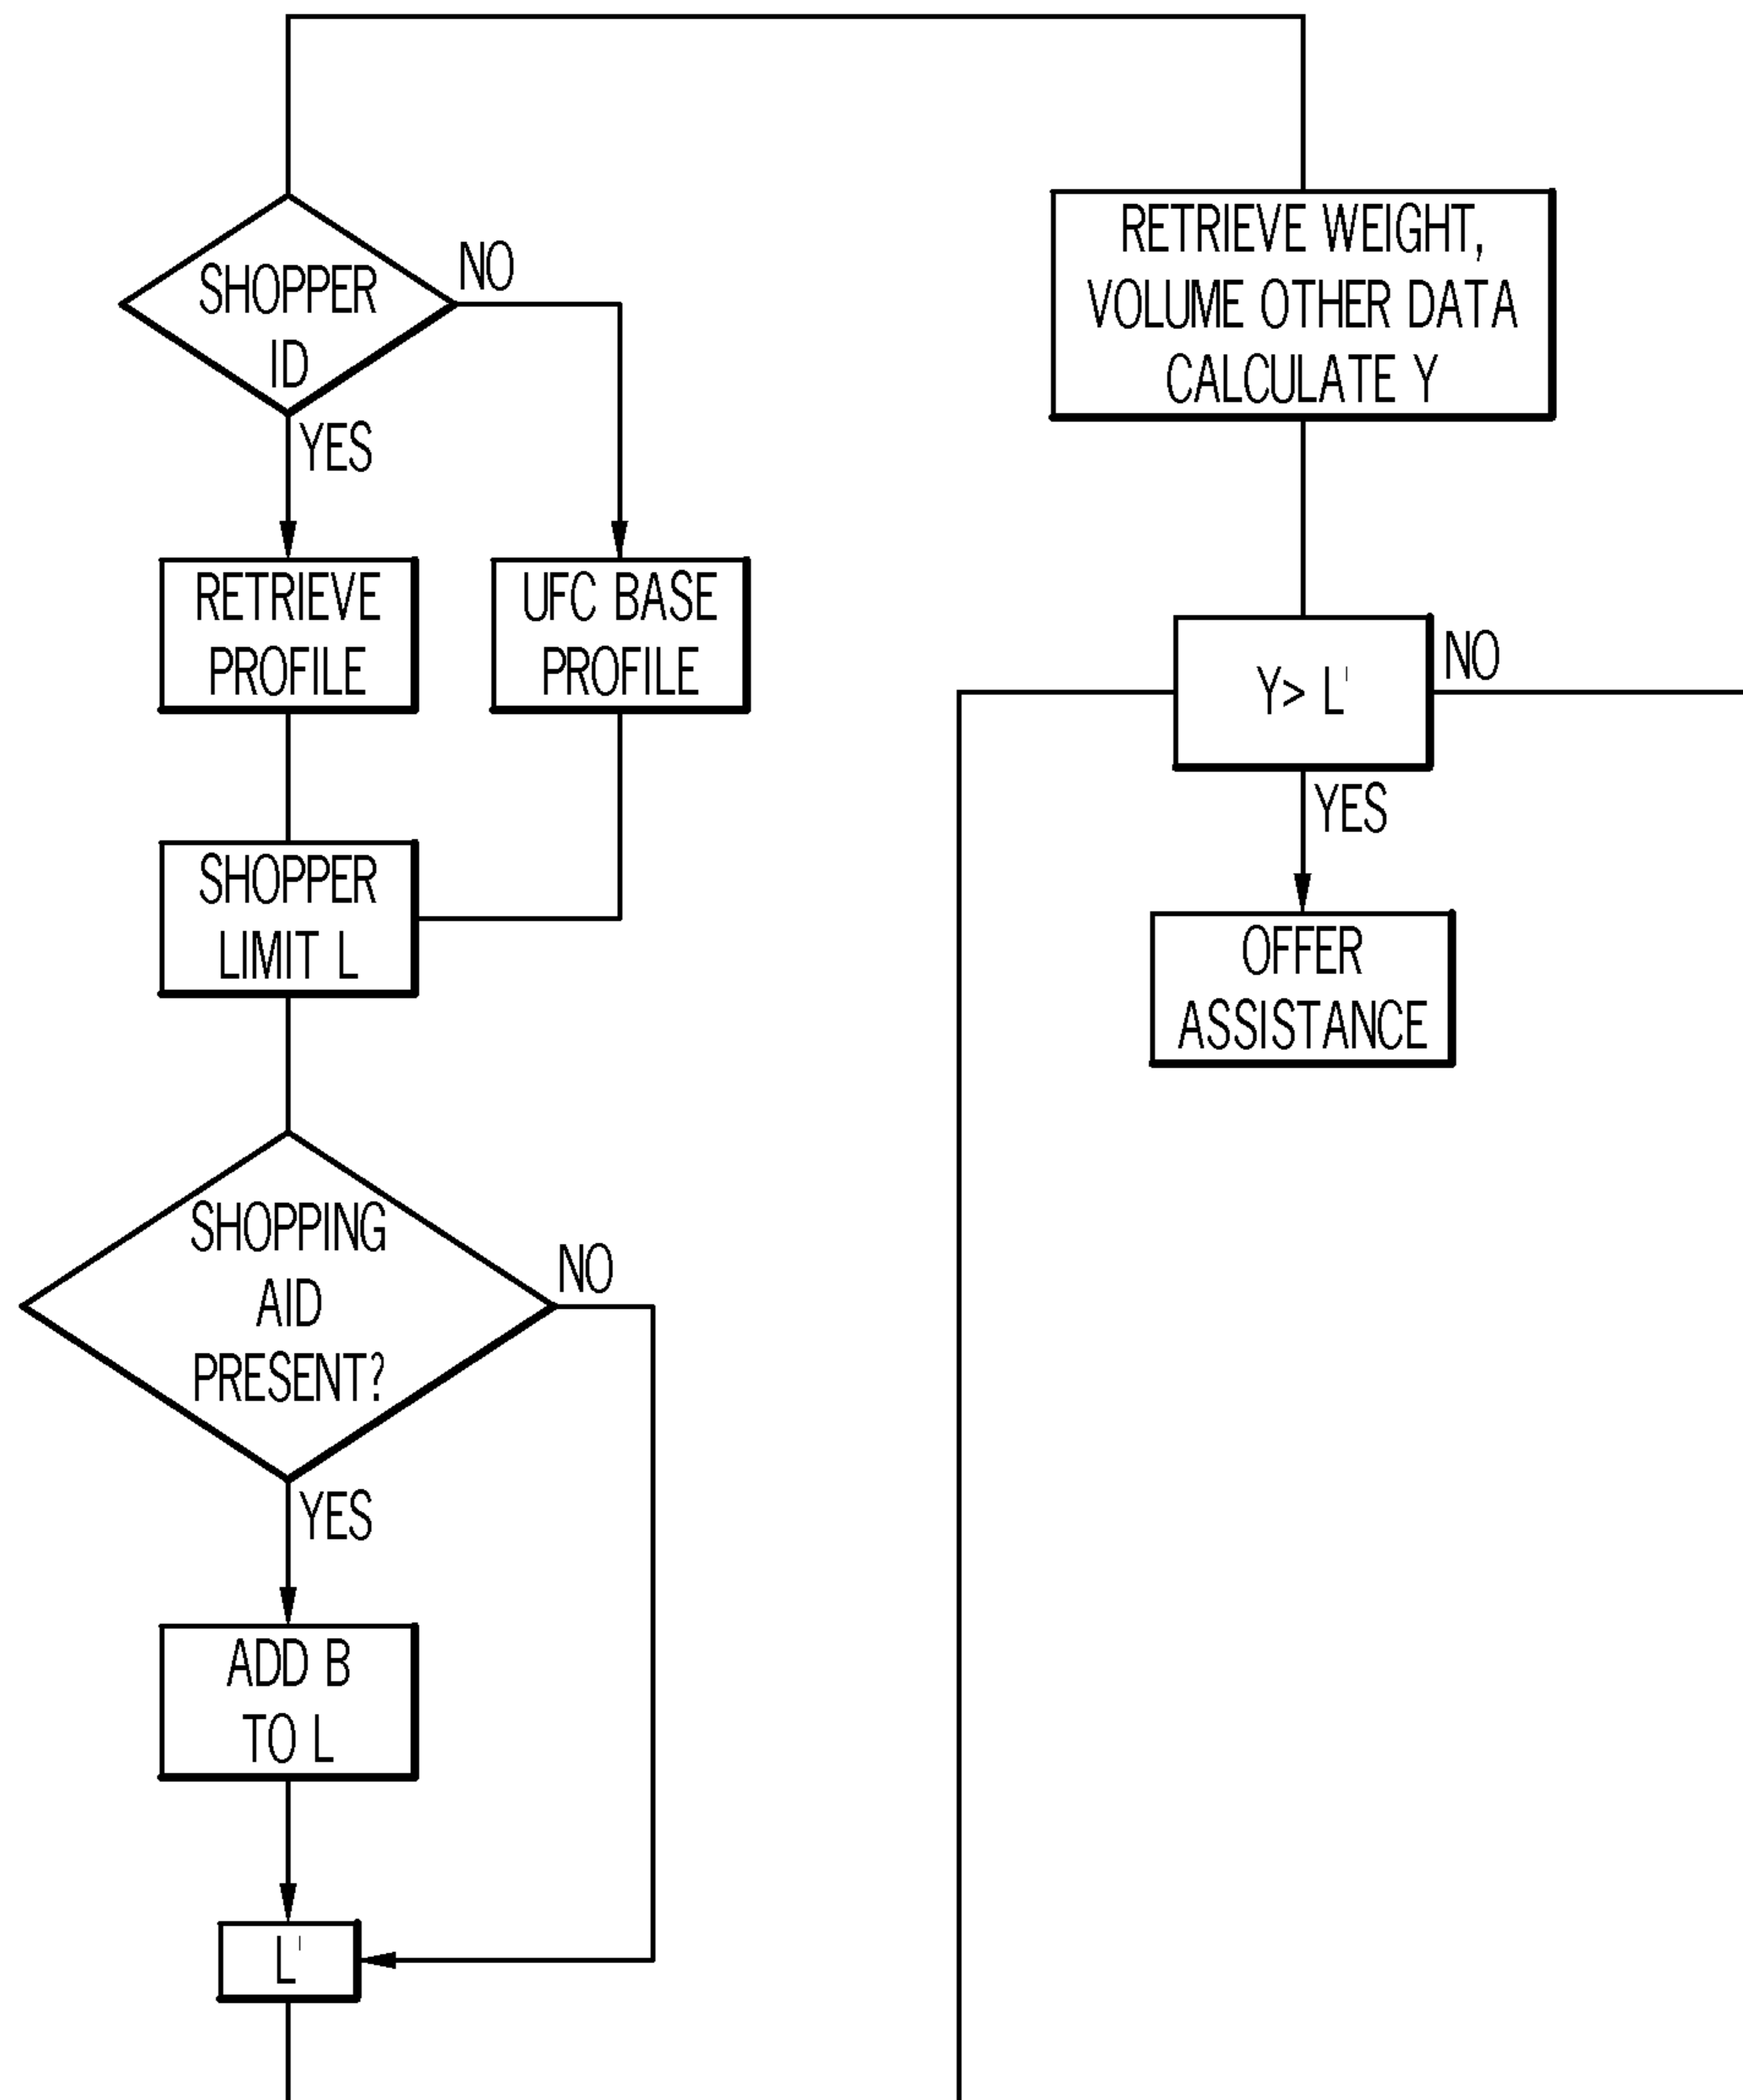 SHOPPER
ID
NO
YES
RETRIEVE
PROFILE
UFC BASE
PROFILE
SHOPPER
LIMIT L
SHOPPING
AID
PRESENT?
NO
YES
ADD B
TO L
L'
RETRIEVE WEIGHT,
VOLUME OTHER DATA
CALCULATE Y
Y> L'
NO
YES
OFFER
ASSISTANCE